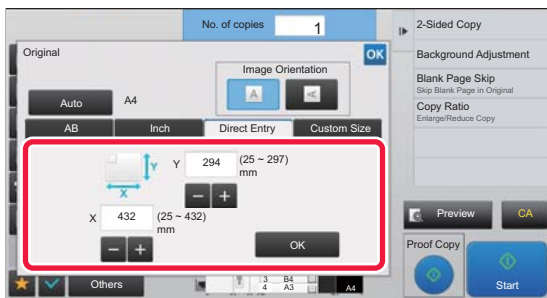 No. of copies 1
Original OK
Image Orientation
A A
Auto A4
AB Inch Direct Entry Custom Size
Y
X
Y 294 (25 ~ 297)
mm
X 432 (25 ~ 432)
mm
OK
Others
3 B4
4 A3
A4
2-Sided Copy
Background Adjustment
Blank Page Skip
Skip Blank Page in Original
Copy Ratio
Enlarge/Reduce Copy
Preview CA
Proof Copy
Start